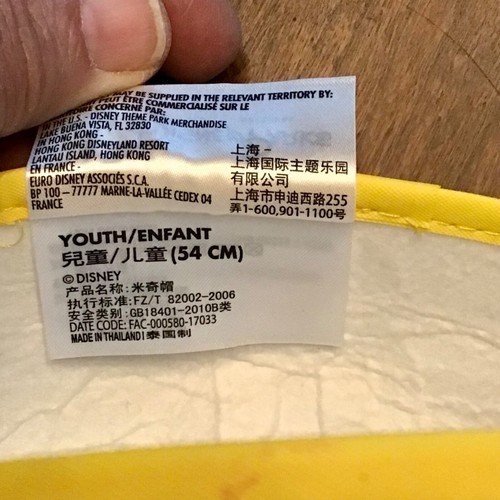 MAY BE SUPPLIED IN THE RELEVANT TERRITORY BY:
PEUT ÊTRE COMMERCIALISÉ SUR LE
TOIRE CONCERNÉ PAR:
IN THE U.S. - DISNEY THEME PARK MERCHANDISE
LAKE BUENA VISTA, FL 32830
IN HONG KONG -
HONG KONG DISNEYLAND RESORT
LANTAU ISLAND, HONG KONG
EN FRANCE -
EURO DISNEY ASSOCIÉS S.C.A.
BP 100 – 77777 MARNE-LA-VALLÉE CEDEX 04
FRANCE
上海 -
上海国际主题乐园
有限公司
上海市申迪西路255
弄1-600,901-1100号
YOUTH/ENFANT
兒童/儿童 (54 CM)
© DISNEY
产品名称: 米奇帽
执行标准: FZ/T 82002-2006
安全类别: GB18401-2010B类
DATE CODE: FAC-000580-17033
MADE IN THAILAND | 泰国制